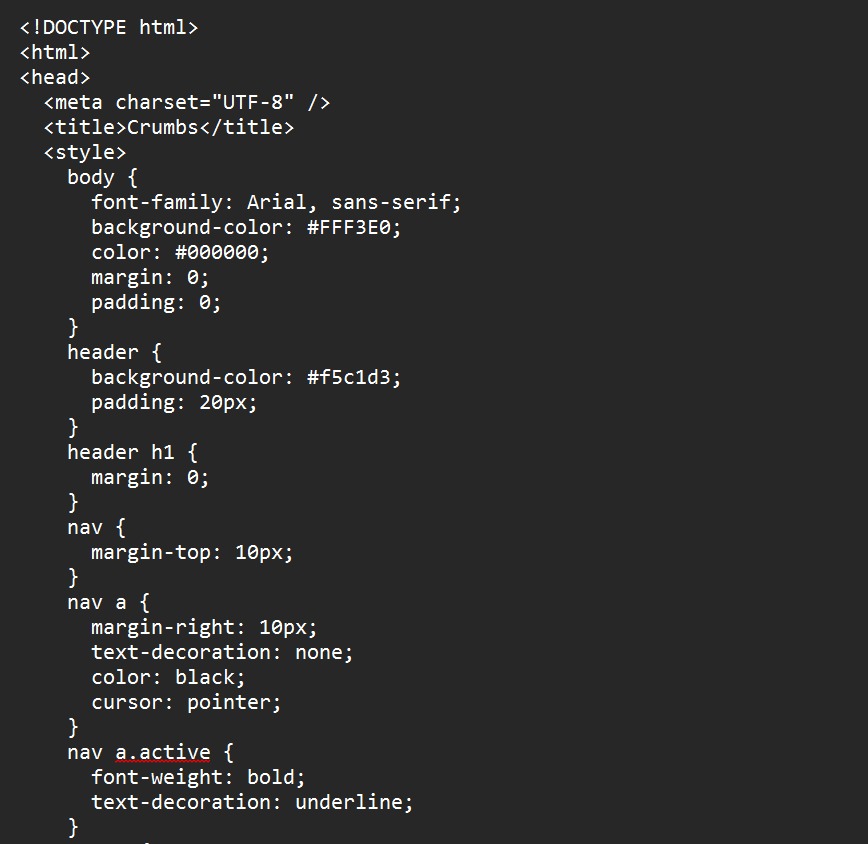 <!DOCTYPE html>
<html>
<head>
  <meta charset="UTF-8" />
  <title>Crumbs</title>
  <style>
    body {
      font-family: Arial, sans-serif;
      background-color: #FFF3E0;
      color: #000000;
      margin: 0;
      padding: 0;
    }
    header {
      background-color: #f5c1d3;
      padding: 20px;
    }
    header h1 {
      margin: 0;
    }
    nav {
      margin-top: 10px;
    }
    nav a {
      margin-right: 10px;
      text-decoration: none;
      color: black;
      cursor: pointer;
    }
    nav a.active {
      font-weight: bold;
      text-decoration: underline;
    }